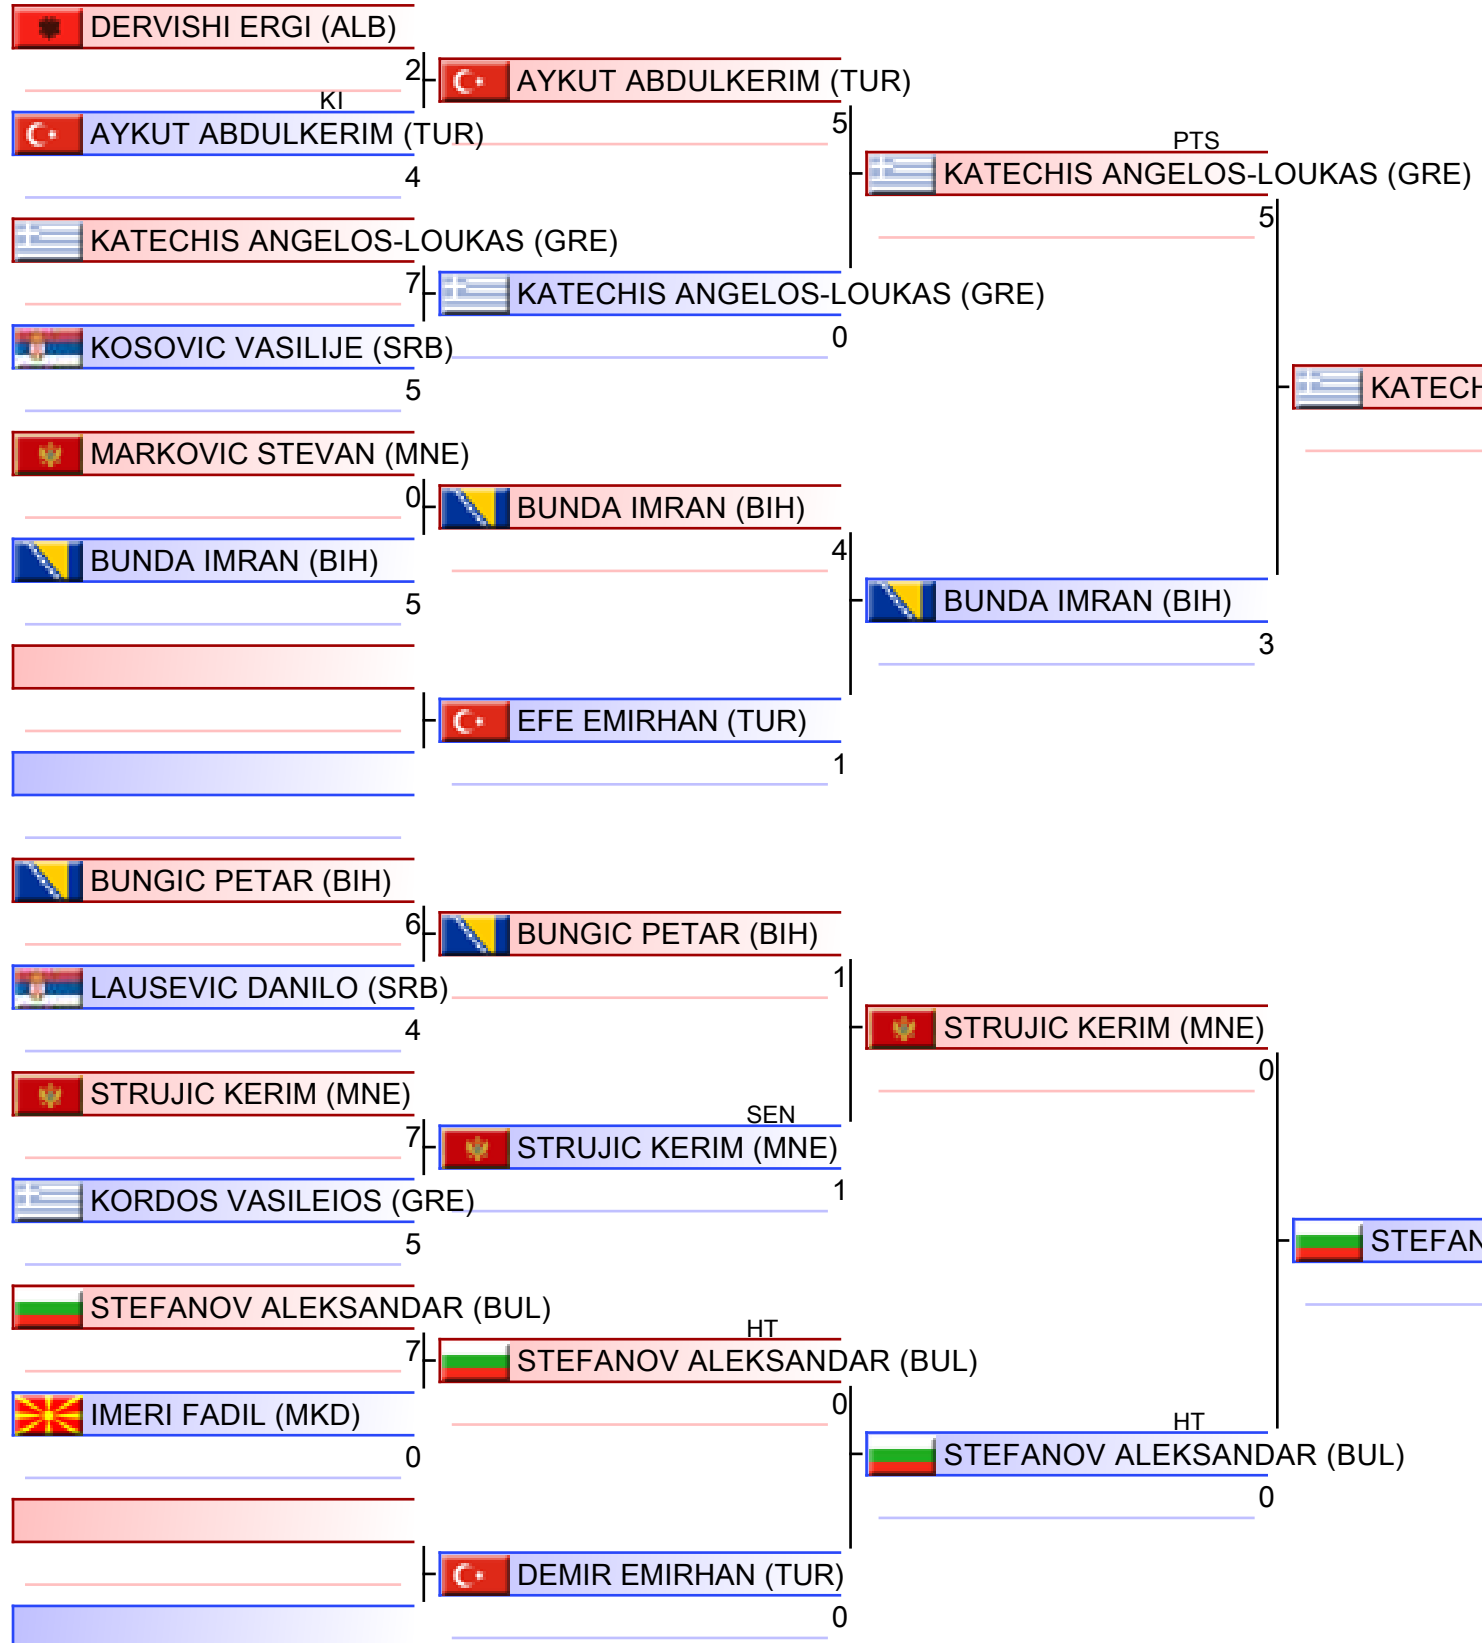 DERVISHI ERGI (ALB)
2
KI
AYKUT ABDULKERIM (TUR)
4
KATECHIS ANGELOS-LOUKAS (GRE)
7
KOSOVIC VASILIJE (SRB)
5
MARKOVIC STEVAN (MNE)
0
BUNDA IMRAN (BIH)
5
BUNGIC PETAR (BIH)
6
LAUSEVIC DANILO (SRB)
4
STRUJIC KERIM (MNE)
7
KORDOS VASILEIOS (GRE)
5
STEFANOV ALEKSANDAR (BUL)
7
IMERI FADIL (MKD)
0
AYKUT ABDULKERIM (TUR)
5
KATECHIS ANGELOS-LOUKAS (GRE)
0
BUNDA IMRAN (BIH)
4
EFE EMIRHAN (TUR)
1
BUNGIC PETAR (BIH)
1
SEN
STRUJIC KERIM (MNE)
1
HT
STEFANOV ALEKSANDAR (BUL)
0
DEMIR EMIRHAN (TUR)
0
PTS
KATECHIS ANGELOS-LOUKAS (GRE)
5
BUNDA IMRAN (BIH)
3
STRUJIC KERIM (MNE)
0
HT
STEFANOV ALEKSANDAR (BUL)
0